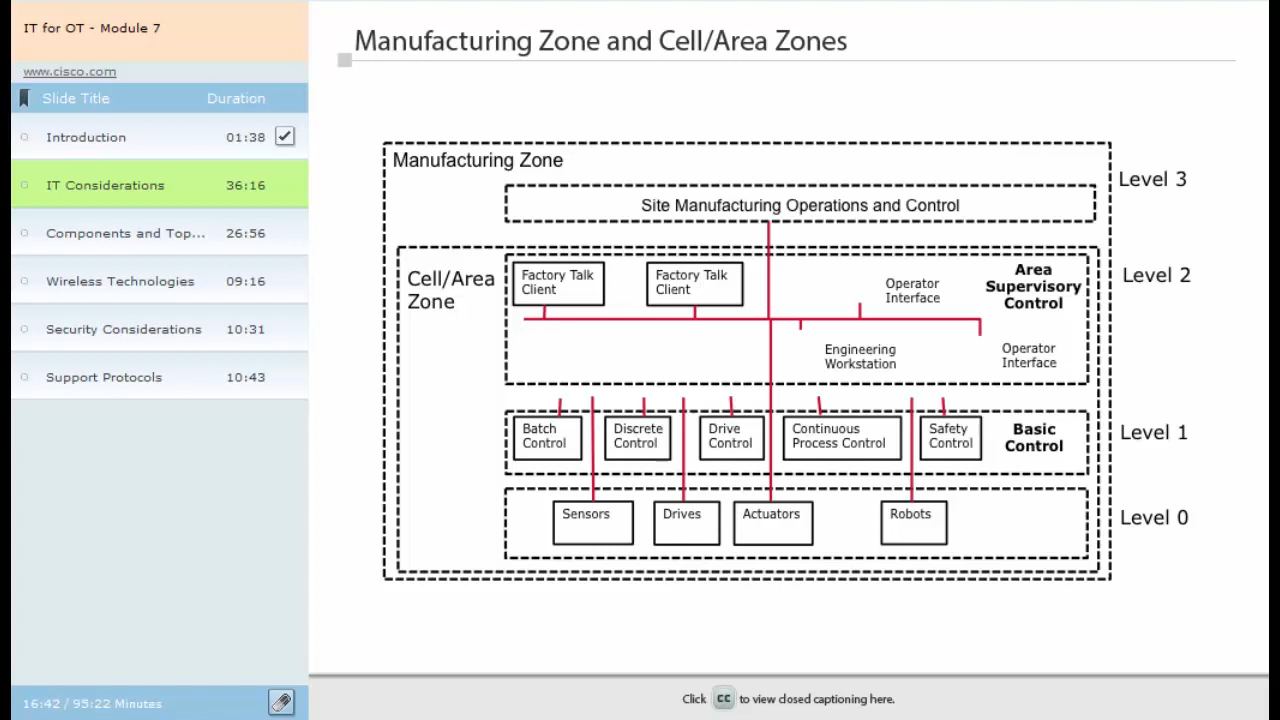 IT for OT - Module 7
www.cisco.com
Slide Title Duration
Introduction 01:38
IT Considerations 36:16
Components and Top... 26:56
Wireless Technologies 09:16
Security Considerations 10:31
Support Protocols 10:43
16:42 / 95:22 Minutes
Manufacturing Zone and Cell/Area Zones
Manufacturing Zone
Level 3
Site Manufacturing Operations and Control
Cell/Area
Zone
Factory Talk
Client
Factory Talk
Client
Operator
Interface
Area
Supervisory
Control
Level 2
Engineering
Workstation
Operator
Interface
Batch
Control
Discrete
Control
Drive
Control
Continuous
Process Control
Safety
Control
Basic
Control
Level 1
Sensors
Drives
Actuators
Robots
Level 0
Click CC to view closed captioning here.